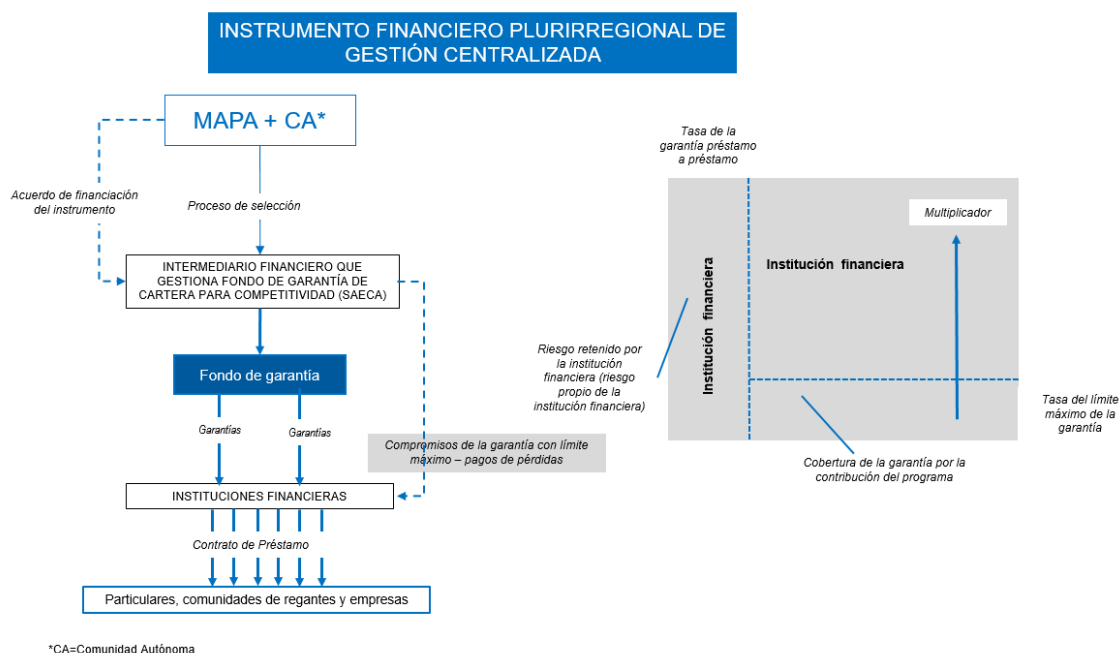 INSTRUMENTO FINANCIERO PLURIRREGIONAL DE
GESTIÓN CENTRALIZADA
MAPA + CA*
Acuerdo de financiación
del instrumento
Proceso de selección
INTERMEDIARIO FINANCIERO QUE
GESTIONA FONDO DE GARANTÍA DE
CARTERA PARA COMPETITIVIDAD (SAECA)
Fondo de garantía
Garantías
Garantías
Compromisos de la garantía con límite
máximo – pagos de pérdidas
INSTITUCIONES FINANCIERAS
Contrato de Préstamo
Particulares, comunidades de regantes y empresas
*CA=Comunidad Autónoma
Tasa de la
garantía préstamo
a préstamo
Multiplicador
Institución financiera
Institución financiera
Riesgo retenido por
la institución
financiera (riesgo
propio de la
institución financiera)
Tasa del límite
máximo de la
garantía
Cobertura de la garantía por la
contribución del programa